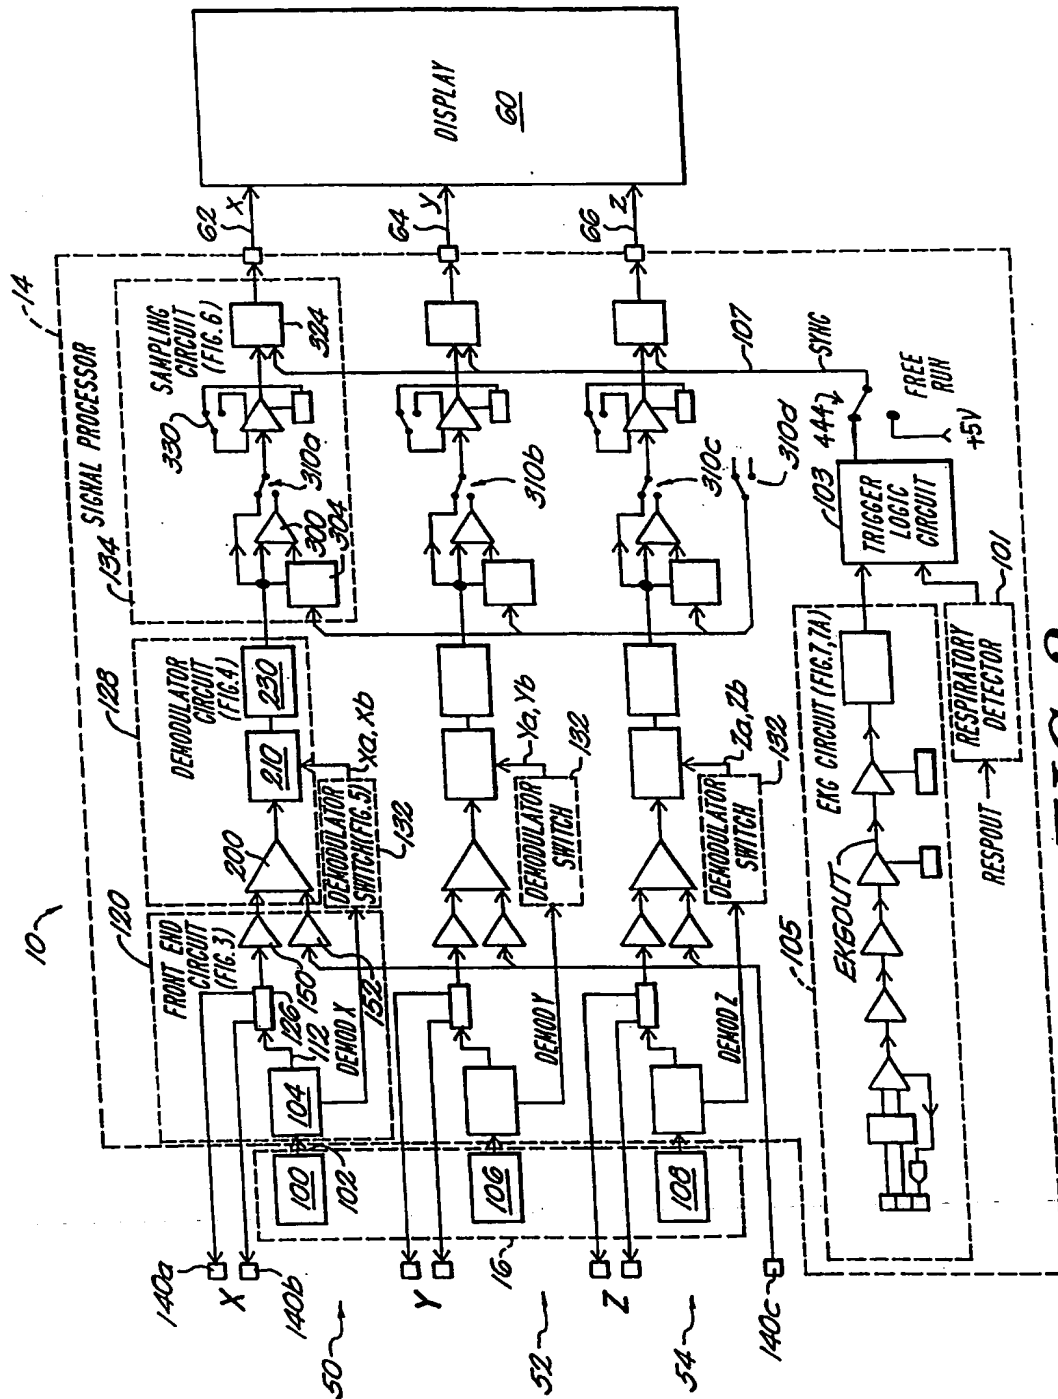 10
14
SIGNAL PROCESSOR
120
FRONT END
CIRCUIT
(FIG.3)
128
DEMODULATOR
CIRCUIT
(FIG.4)
134
SAMPLING
CIRCUIT
(FIG.6)
140a
X
140b
50
100
102
104
112
126
150
152
DEMOD X
200
210
230
Xa, Xb
DEMODULATOR
SWITCH(FIG.5)
132
300
304
310a
330
324
62
X
DISPLAY
60
Y
16
52
106
DEMOD Y
Ya, Yb
DEMODULATOR
SWITCH
132
310b
64
Y
Z
54
140c
108
DEMOD Z
Za, Zb
DEMODULATOR
SWITCH
132
310c
310d
66
Z
107
SYNC
105
EKG CIRCUIT (FIG.7,7A)
EKGOUT
RESPOUT
RESPIRATORY
DETECTOR
101
103
TRIGGER
LOGIC
CIRCUIT
444
FREE
RUN
+5V